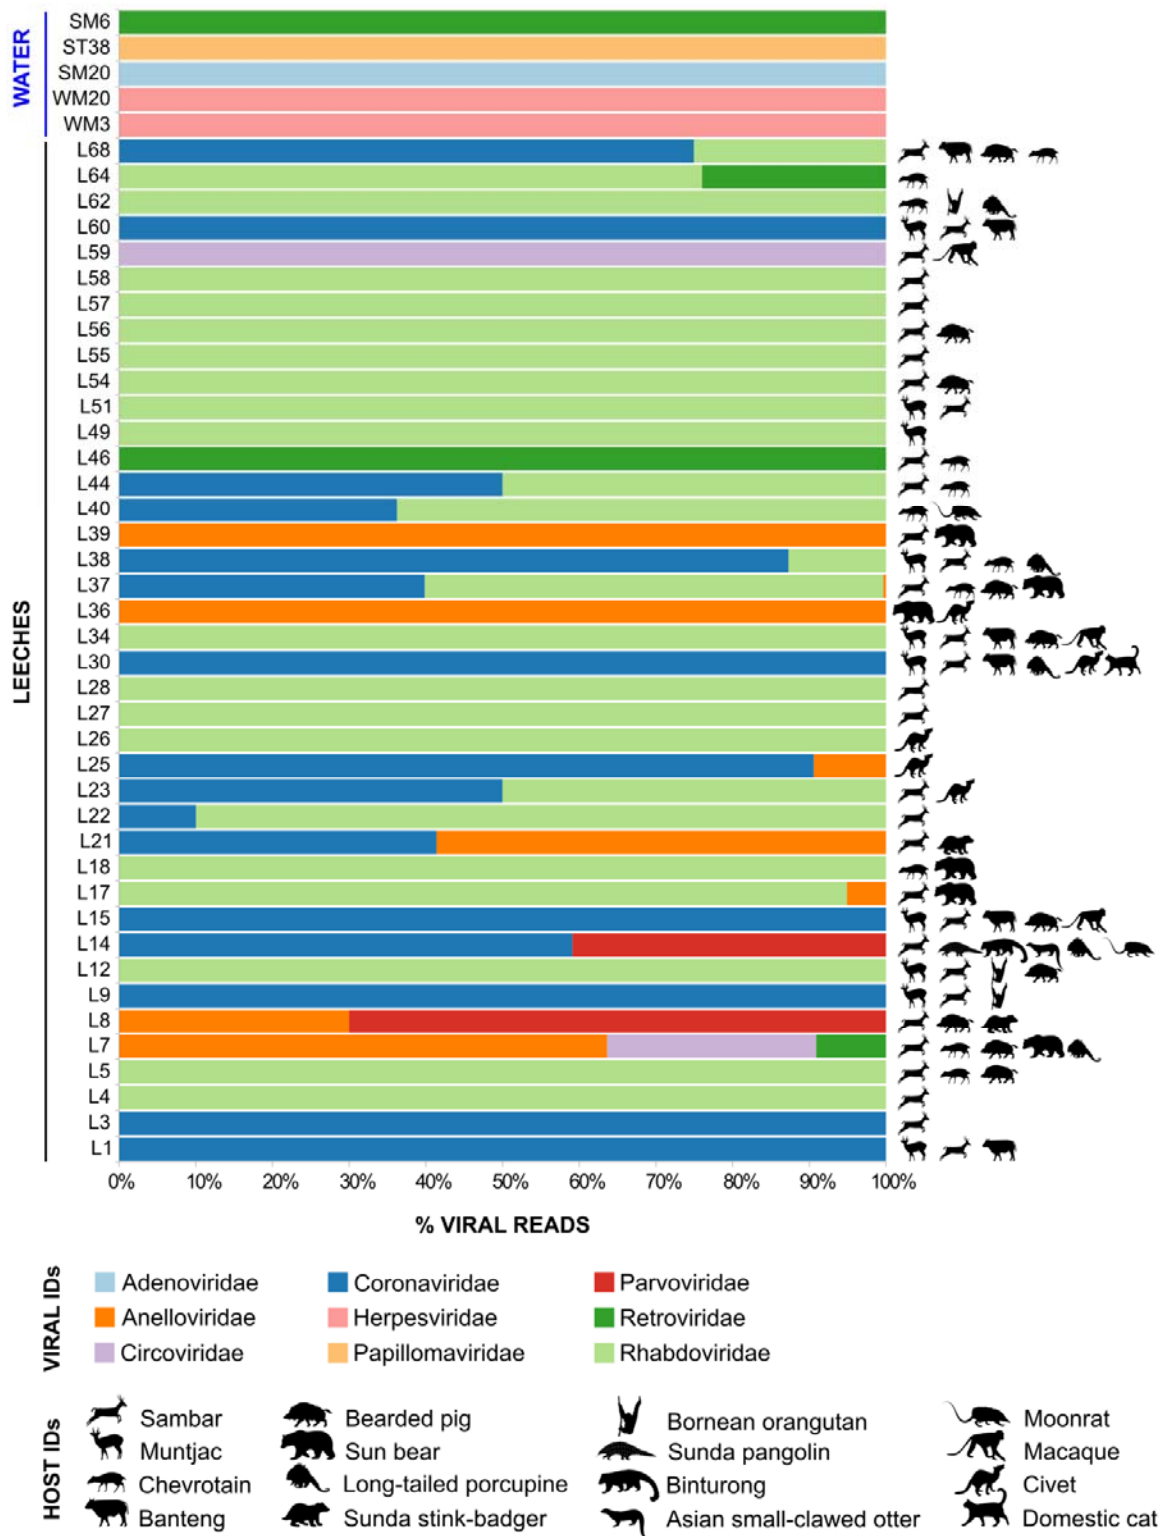 WATER
SM6
ST38
SM20
WM20
WM3
LEECHES
L68
L64
L62
L60
L59
L58
L57
L56
L55
L54
L51
L49
L46
L44
L40
L39
L38
L37
L36
L34
L30
L28
L27
L26
L25
L23
L22
L21
L18
L17
L15
L14
L12
L9
L8
L7
L5
L4
L3
L1
0% 10% 20% 30% 40% 50% 60% 70% 80% 90% 100%
% VIRAL READS
VIRAL IDs
Adenoviridae Coronaviridae Parvoviridae
Anelloviridae Herpesviridae Retroviridae
Circoviridae Papillomaviridae Rhabdoviridae
HOST IDs
Sambar Bearded pig Bornean orangutan Moonrat
Muntjac Sun bear Sunda pangolin Macaque
Chevrotain Long-tailed porcupine Binturong Civet
Banteng Sunda stink-badger Asian small-clawed otter Domestic cat